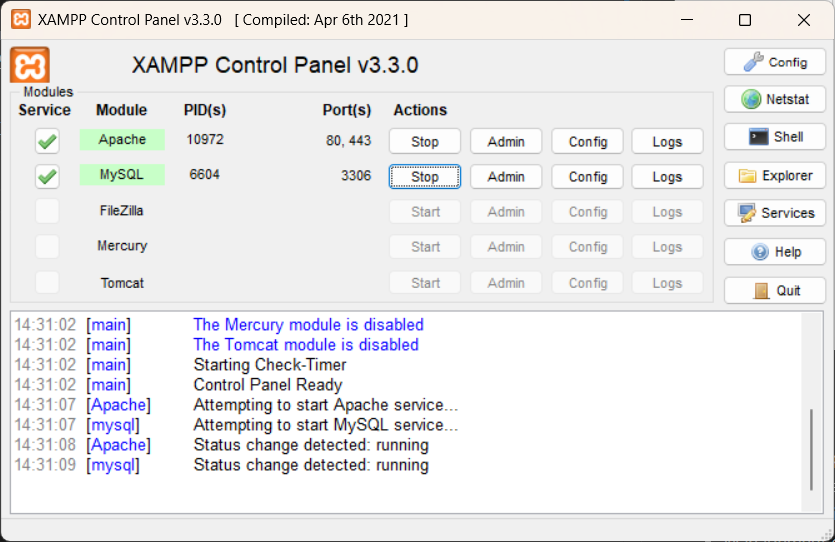 XAMPP Control Panel v3.3.0 [ Compiled: Apr 6th 2021 ]
XAMPP Control Panel v3.3.0
Config
Modules
Service Module PID(s) Port(s) Actions
Netstat
Apache 10972 80, 443 Stop Admin Config Logs
Shell
MySQL 6604 3306 Stop Admin Config Logs
Explorer
FileZilla Start Admin Config Logs
Services
Mercury Start Admin Config Logs
Help
Tomcat Start Admin Config Logs
Quit
14:31:02 [main] The Mercury module is disabled
14:31:02 [main] The Tomcat module is disabled
14:31:02 [main] Starting Check-Timer
14:31:02 [main] Control Panel Ready
14:31:07 [Apache] Attempting to start Apache service...
14:31:07 [mysql] Attempting to start MySQL service...
14:31:08 [Apache] Status change detected: running
14:31:09 [mysql] Status change detected: running